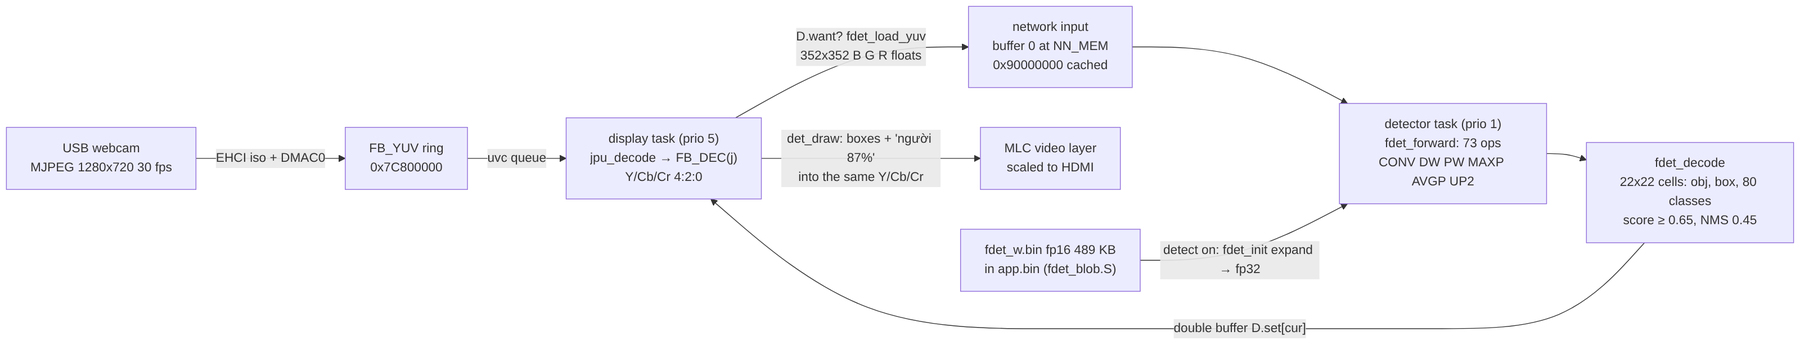 USB webcam
MJPEG 1280x720 30 fps
EHCI iso + DMAC0
FB_YUV ring
0x7C800000
uvc queue
display task (prio 5)
jpu_decode → FB_DEC(j)
Y/Cb/Cr 4:2:0
D.want? fdet_load_yuv
352x352 B G R floats
network input
buffer 0 at NN_MEM
0x90000000 cached
det_draw: boxes + 'người
87%'
into the same Y/Cb/Cr
MLC video layer
scaled to HDMI
fdet_w.bin fp16 489 KB
in app.bin (fdet_blob.S)
detect on: fdet_init expand
→ fp32
detector task (prio 1)
fdet_forward: 73 ops
CONV DW PW MAXP
AVGP UP2
fdet_decode
22x22 cells: obj, box, 80
classes
score ≥ 0.65, NMS 0.45
double buffer D.set[cur]